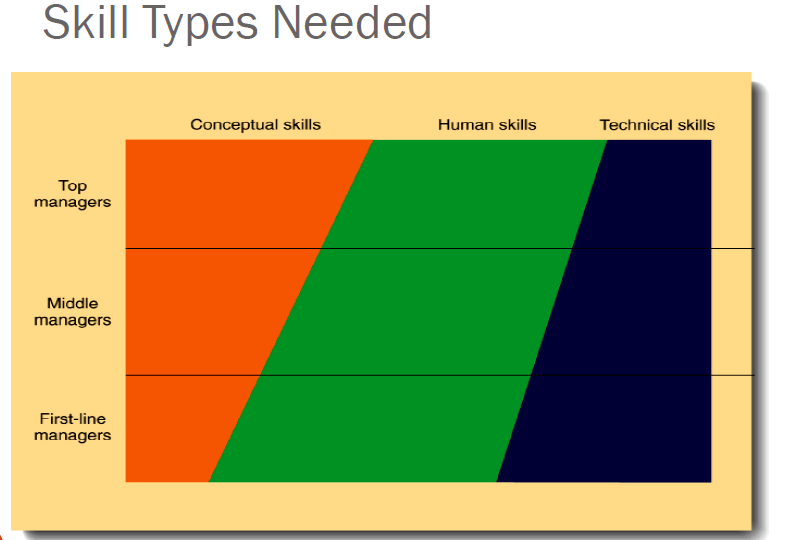 Skill Types Needed
Conceptual skills Human skills Technical skills
Top
managers
Middle
managers
First-line
managers